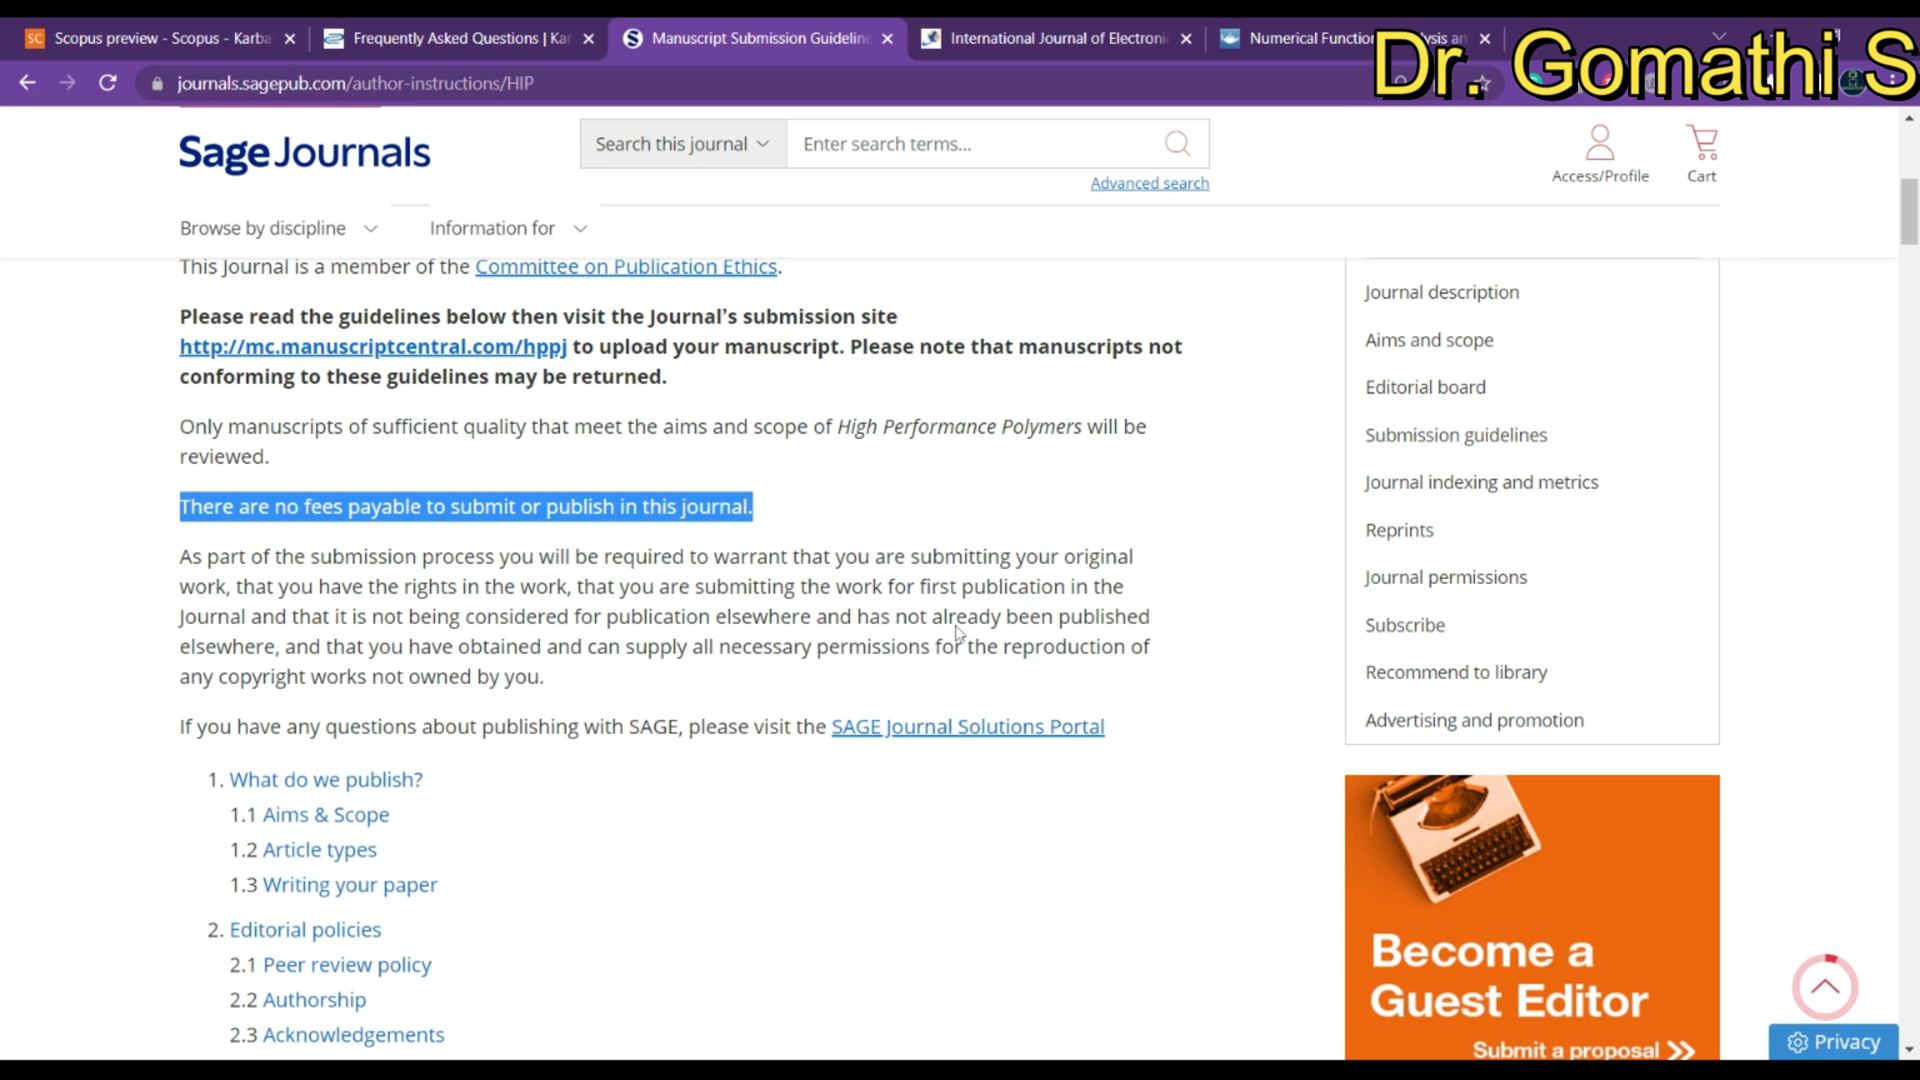 Scopus preview - Scopus - Karba
Frequently Asked Questions | Kar
Manuscript Submission Guideline
International Journal of Electronic
Numerical Function
Dr. Gomathi S
journals.sagepub.com/author-instructions/HIP
Sage Journals
Search this journal
Enter search terms...
Advanced search
Access/Profile
Cart
Browse by discipline
Information for
This Journal is a member of the Committee on Publication Ethics.
Please read the guidelines below then visit the Journal's submission site
http://mc.manuscriptcentral.com/hppj to upload your manuscript. Please note that manuscripts not
conforming to these guidelines may be returned.
Only manuscripts of sufficient quality that meet the aims and scope of High Performance Polymers will be
reviewed.
There are no fees payable to submit or publish in this journal.
As part of the submission process you will be required to warrant that you are submitting your original
work, that you have the rights in the work, that you are submitting the work for first publication in the
Journal and that it is not being considered for publication elsewhere and has not already been published
elsewhere, and that you have obtained and can supply all necessary permissions for the reproduction of
any copyright works not owned by you.
If you have any questions about publishing with SAGE, please visit the SAGE Journal Solutions Portal
1. What do we publish?
1.1 Aims & Scope
1.2 Article types
1.3 Writing your paper
2. Editorial policies
2.1 Peer review policy
2.2 Authorship
2.3 Acknowledgements
Journal description
Aims and scope
Editorial board
Submission guidelines
Journal indexing and metrics
Reprints
Journal permissions
Subscribe
Recommend to library
Advertising and promotion
Become a
Guest Editor
Submit a proposal
Privacy